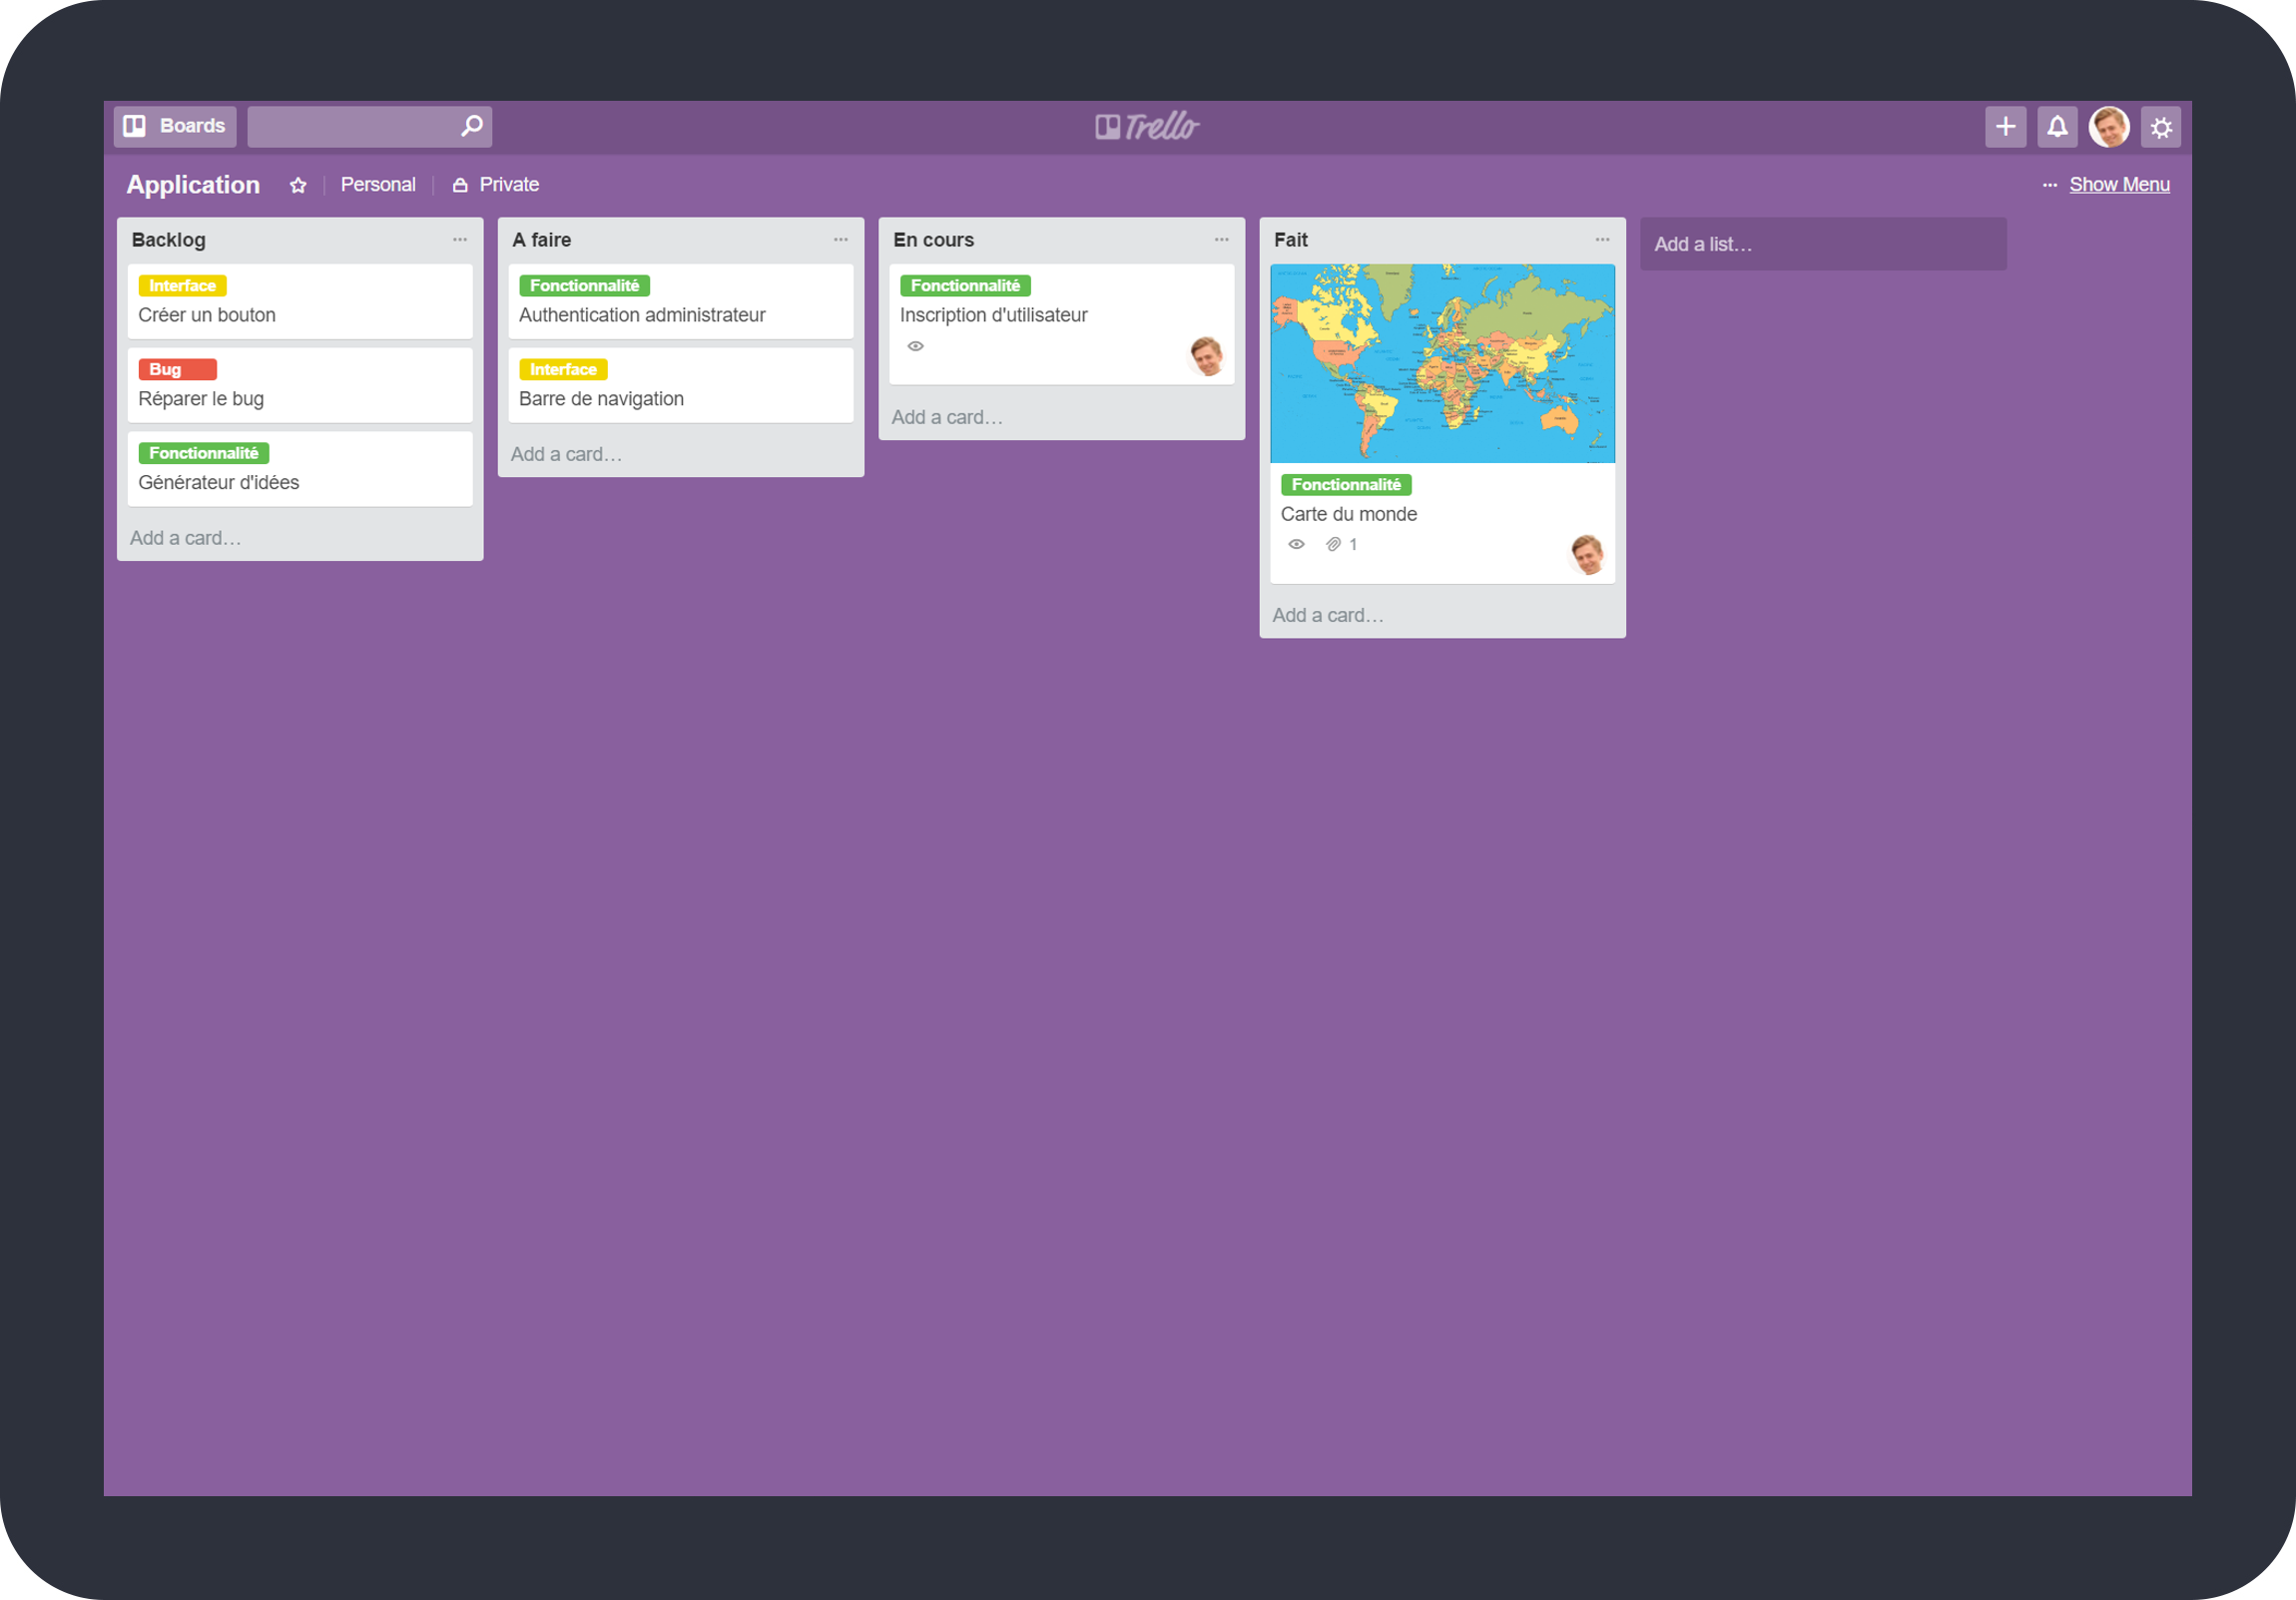 Boards
Trello
Application
Personal
Private
Show Menu
Backlog
Interface
Créer un bouton
Bug
Réparer le bug
Fonctionnalité
Générateur d'idées
Add a card…
A faire
Fonctionnalité
Authentication administrateur
Interface
Barre de navigation
Add a card…
En cours
Fonctionnalité
Inscription d'utilisateur
Add a card…
Fait
Fonctionnalité
Carte du monde
1
Add a card…
Add a list…